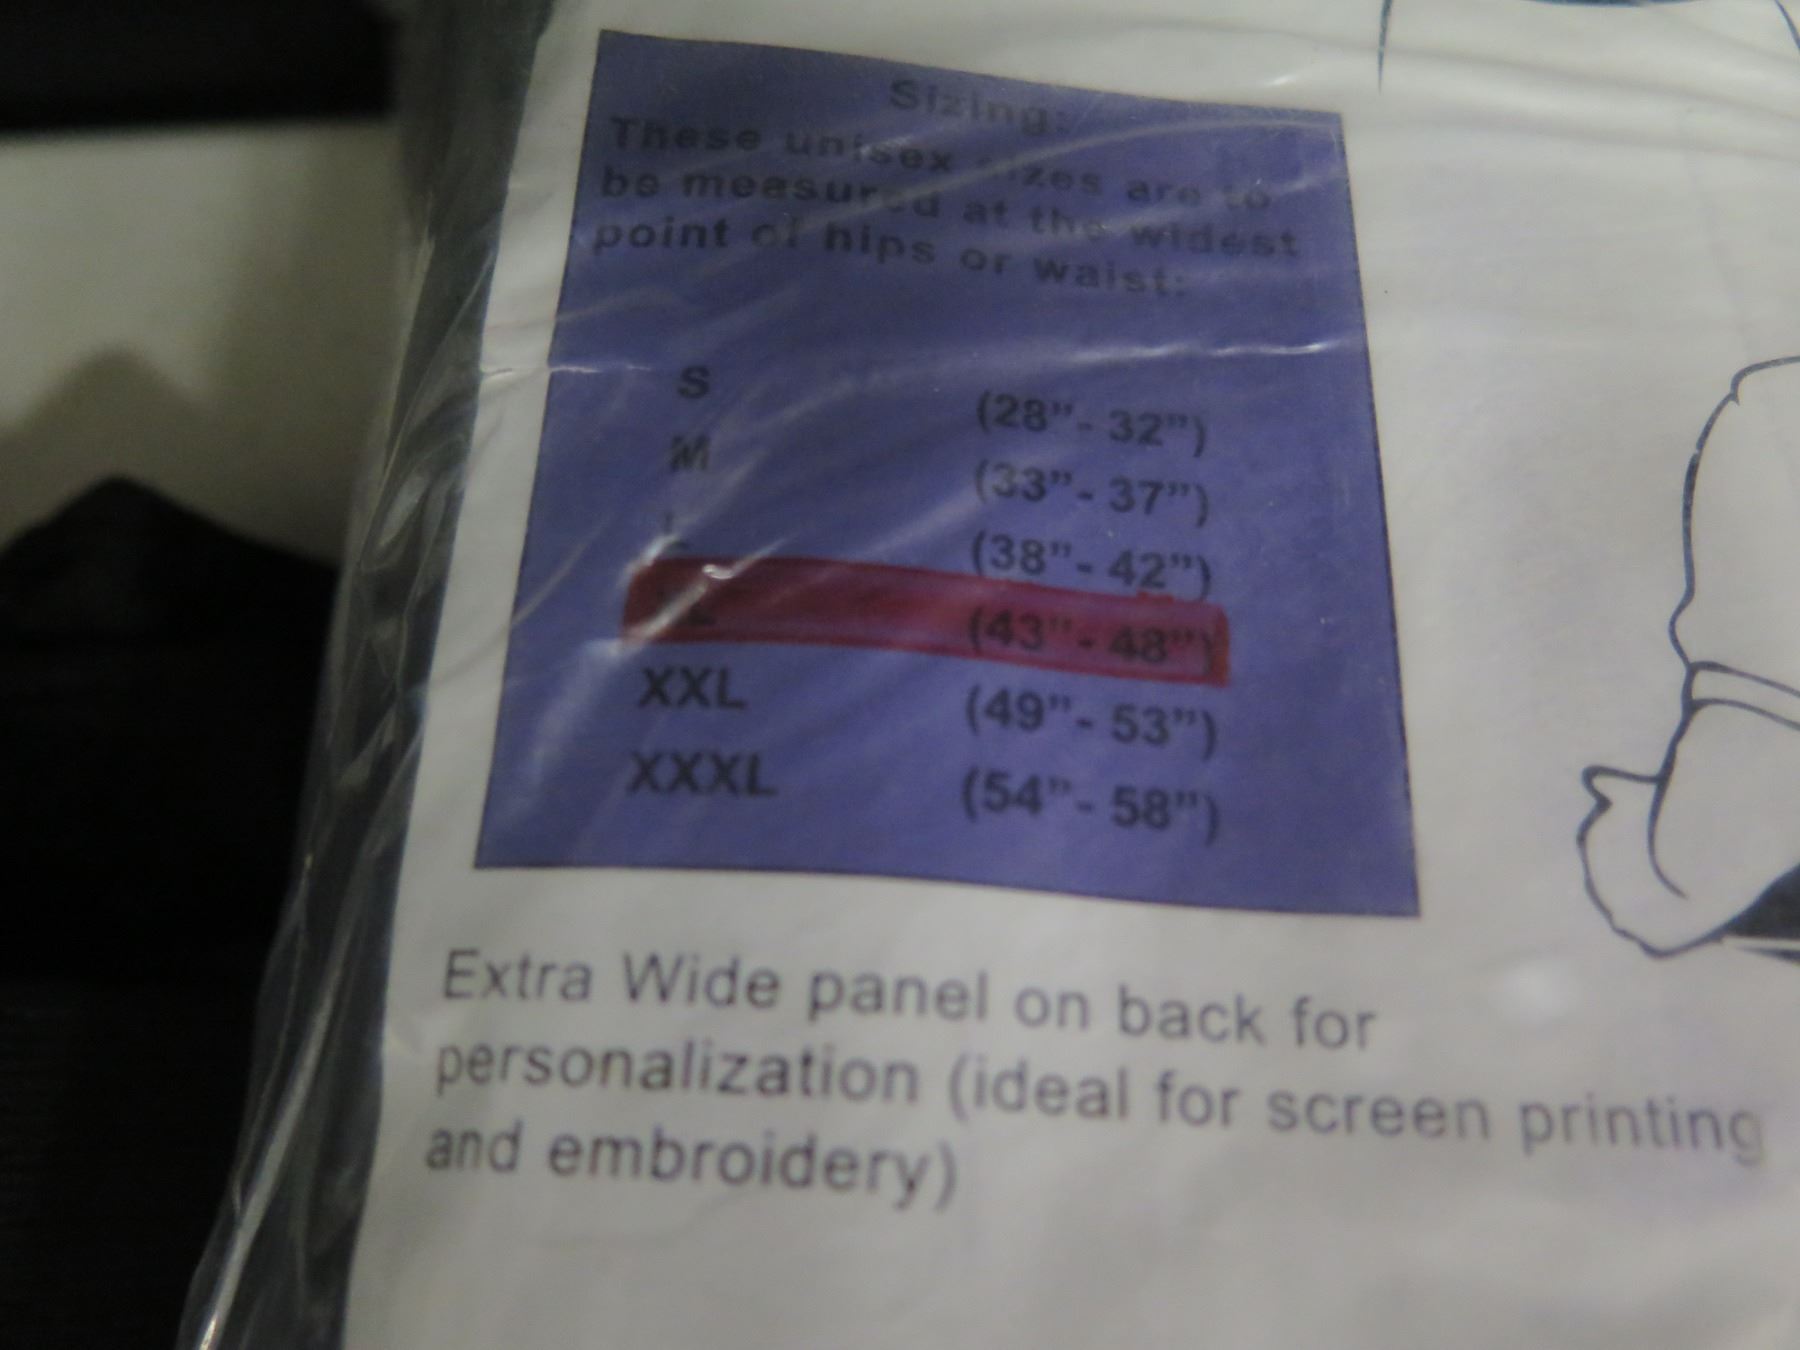 Sizing:
These unisex sizes are to
be measured at the widest
point of hips or waist:
S (28"- 32")
M (33"- 37")
L (38"- 42")
XL (43"- 48")
XXL (49"- 53")
XXXL (54"- 58")
Extra Wide panel on back for
personalization (ideal for screen printing
and embroidery)